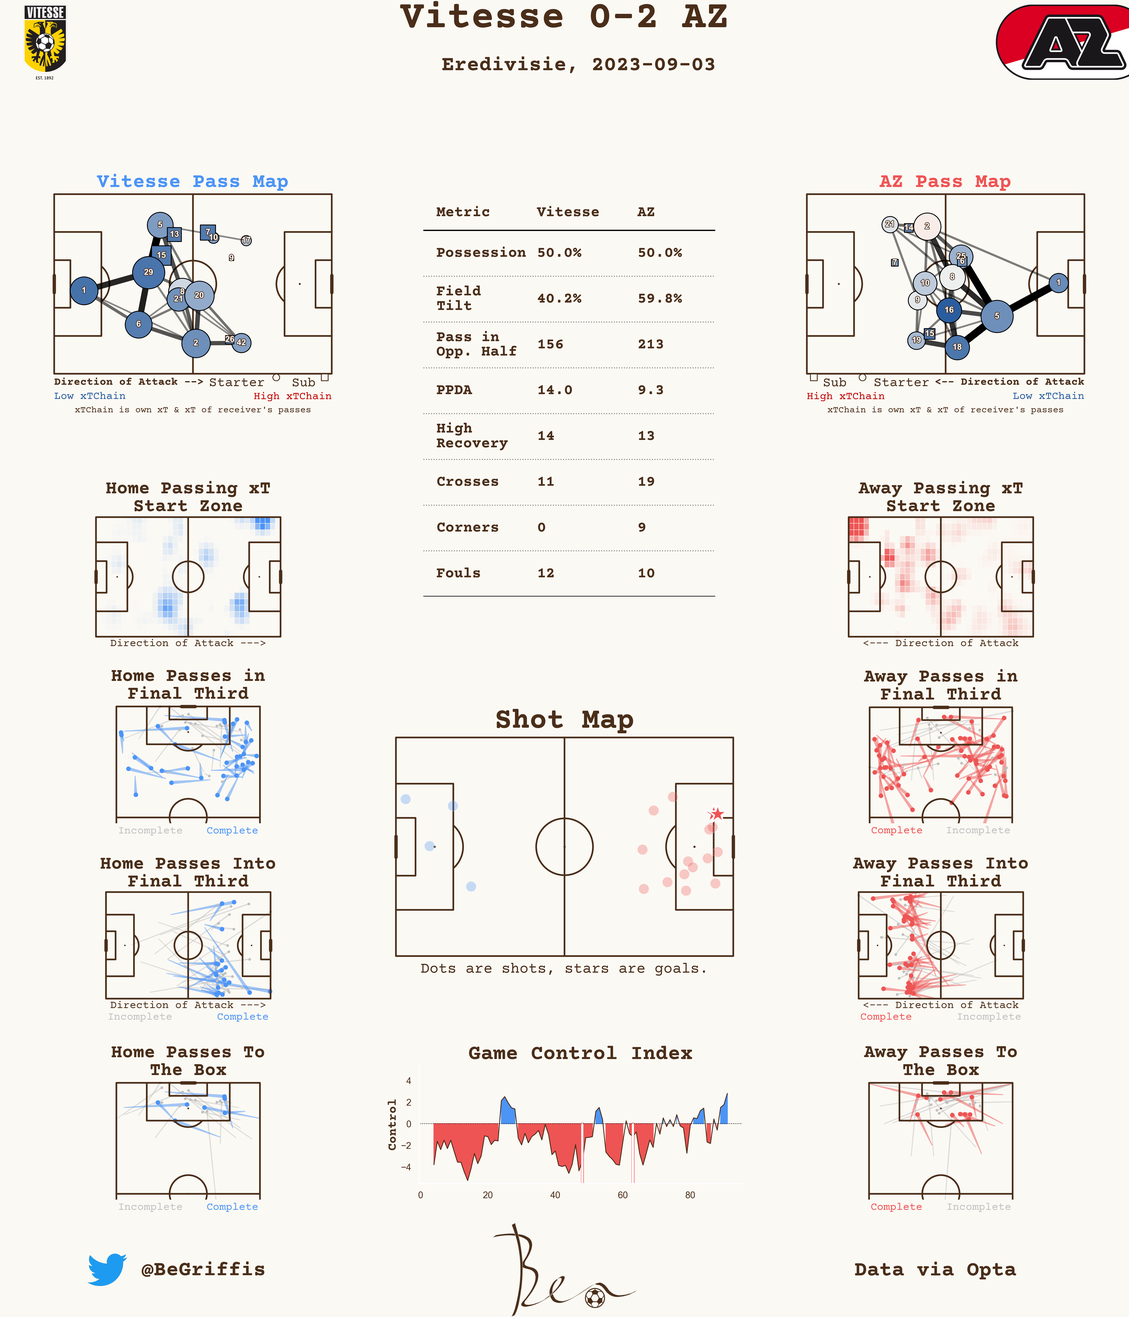 Vitesse 0-2 AZ
Eredivisie, 2023-09-03
VITESSE
EST. 1892
AZ
Vitesse Pass Map
5
13
7
10
17
15
9
29
1
8
21
20
6
2
26
42
Direction of Attack --> Starter Sub
Low xTChain High xTChain
xTChain is own xT & xT of receiver's passes
Metric Vitesse AZ
Possession 50.0% 50.0%
Field Tilt 40.2% 59.8%
Pass in Opp. Half 156 213
PPDA 14.0 9.3
High Recovery 14 13
Crosses 11 19
Corners 0 9
Fouls 12 10
AZ Pass Map
21
14
2
7
25
6
10
8
1
9
16
5
15
19
18
Sub Starter <-- Direction of Attack
High xTChain Low xTChain
xTChain is own xT & xT of receiver's passes
Home Passing xT
Start Zone
Direction of Attack --->
Away Passing xT
Start Zone
<--- Direction of Attack
Home Passes in
Final Third
Incomplete Complete
Shot Map
Dots are shots, stars are goals.
Away Passes in
Final Third
Complete Incomplete
Home Passes Into
Final Third
Direction of Attack --->
Incomplete Complete
Away Passes Into
Final Third
<--- Direction of Attack
Complete Incomplete
Home Passes To
The Box
Incomplete Complete
Game Control Index
Control
4
2
0
−2
−4
0 20 40 60 80
Away Passes To
The Box
Complete Incomplete
@BeGriffis
Bea
Data via Opta